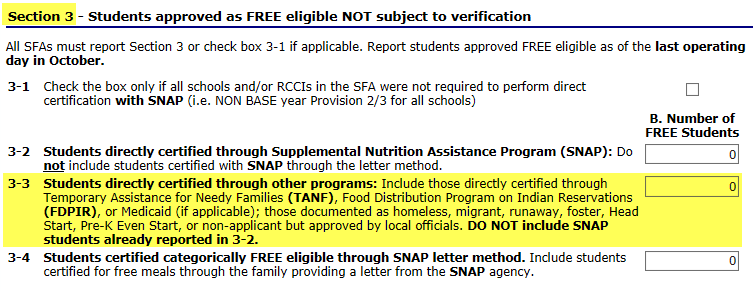 Section 3 - Students approved as FREE eligible NOT subject to verification
All SFAs must report Section 3 or check box 3-1 if applicable. Report students approved FREE eligible as of the last operating
day in October.
3-1 Check the box only if all schools and/or RCCIs in the SFA were not required to perform direct
certification with SNAP (i.e. NON BASE year Provision 2/3 for all schools)
B. Number of
FREE Students
3-2 Students directly certified through Supplemental Nutrition Assistance Program (SNAP): Do
not include students certified with SNAP through the letter method.
0
3-3 Students directly certified through other programs: Include those directly certified through
Temporary Assistance for Needy Families (TANF), Food Distribution Program on Indian Reservations
(FDPIR), or Medicaid (if applicable); those documented as homeless, migrant, runaway, foster, Head
Start, Pre-K Even Start, or non-applicant but approved by local officials. DO NOT include SNAP
students already reported in 3-2.
0
3-4 Students certified categorically FREE eligible through SNAP letter method. Include students
certified for free meals through the family providing a letter from the SNAP agency.
0